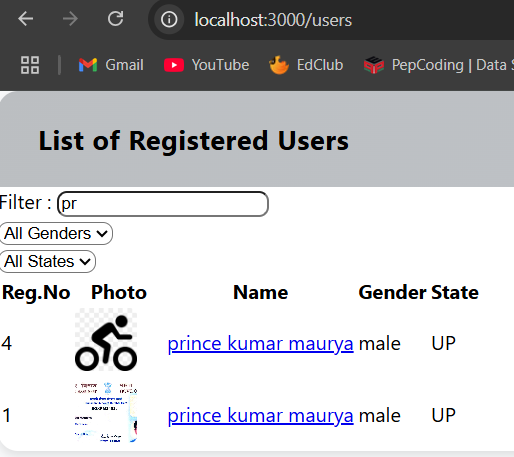 localhost:3000/users
Gmail YouTube EdClub PepCoding | Data S
List of Registered Users
Filter : pr
All Genders
All States
Reg.No Photo Name Gender State
4 prince kumar maurya male UP
1 prince kumar maurya male UP